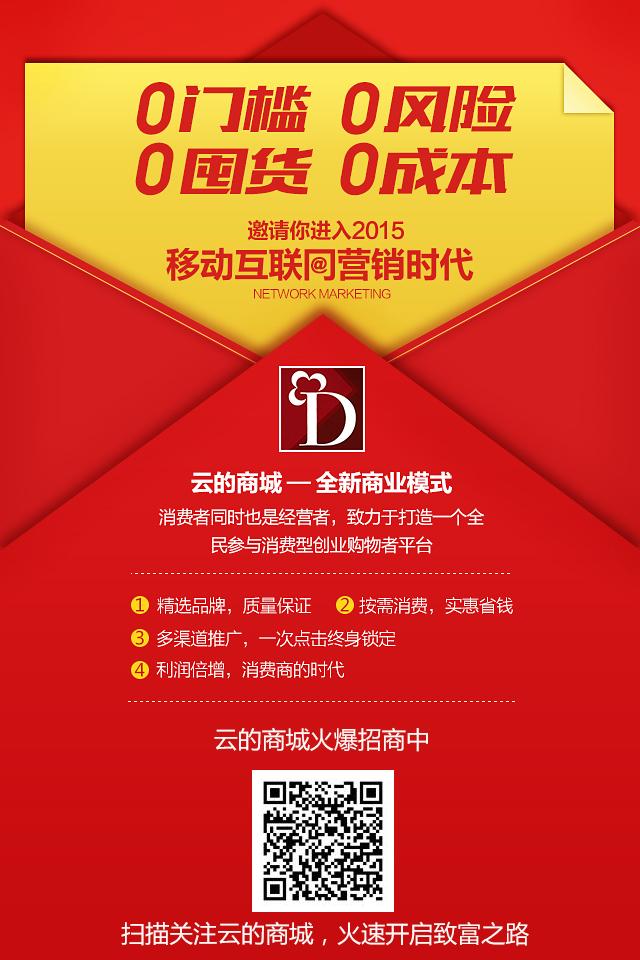 0门槛 0风险
0囤货 0成本
邀请你进入2015
移动互联@营销时代
NETWORK MARKETING
D
云的商城 — 全新商业模式
消费者同时也是经营者，致力于打造一个全
民参与消费型创业购物者平台
1 精选品牌，质量保证 2 按需消费，实惠省钱
3 多渠道推广，一次点击终身锁定
4 利润倍增，消费商的时代
云的商城火爆招商中
扫描关注云的商城，火速开启致富之路